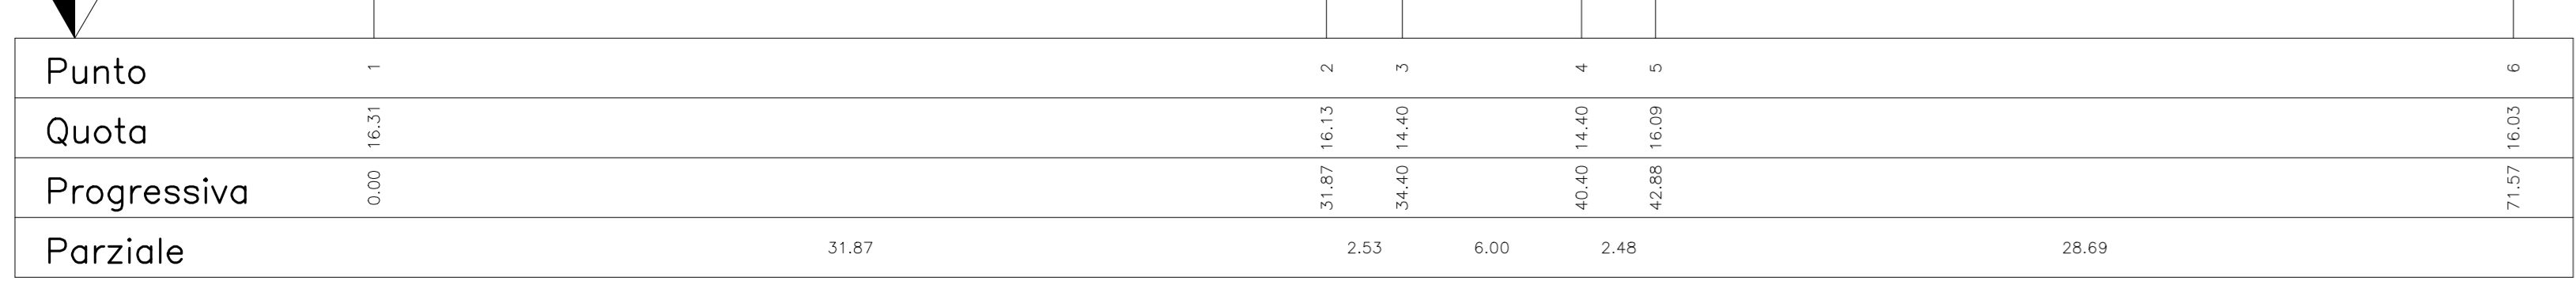 Punto 1 2 3 4 5 6
Quota 16.31 16.13 14.40 14.40 16.09 16.03
Progressiva 0.00 31.87 34.40 40.40 42.88 71.57
Parziale 31.87 2.53 6.00 2.48 28.69